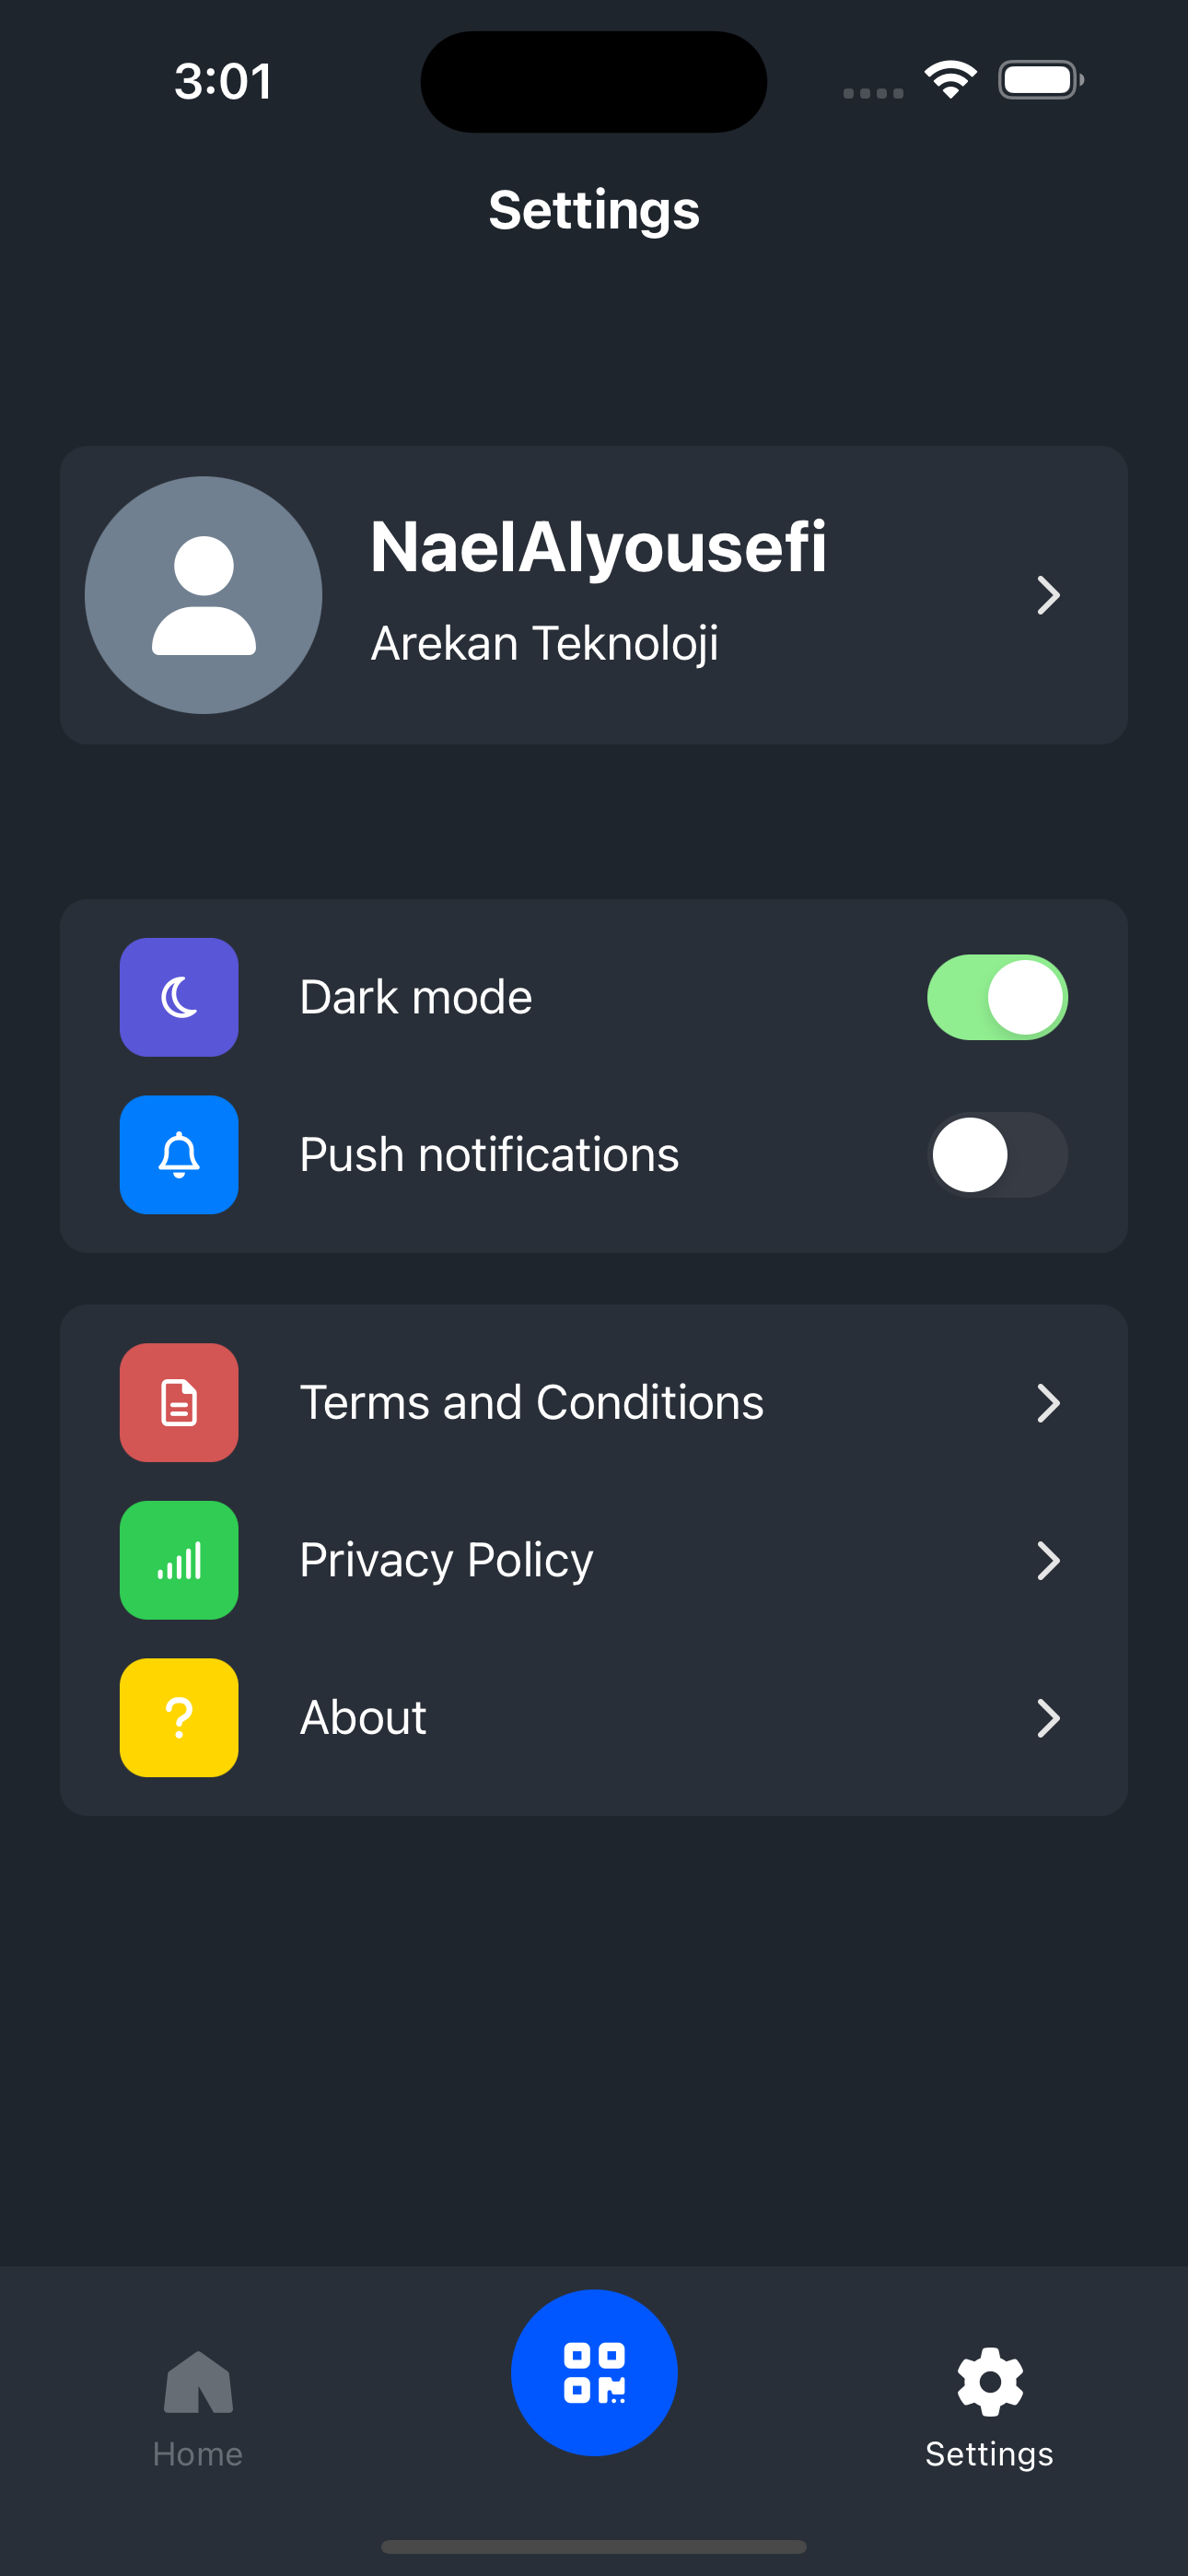 3:01
Settings
NaelAlyousefi
Arekan Teknoloji
Dark mode
Push notifications
Terms and Conditions
Privacy Policy
About
Home
Settings